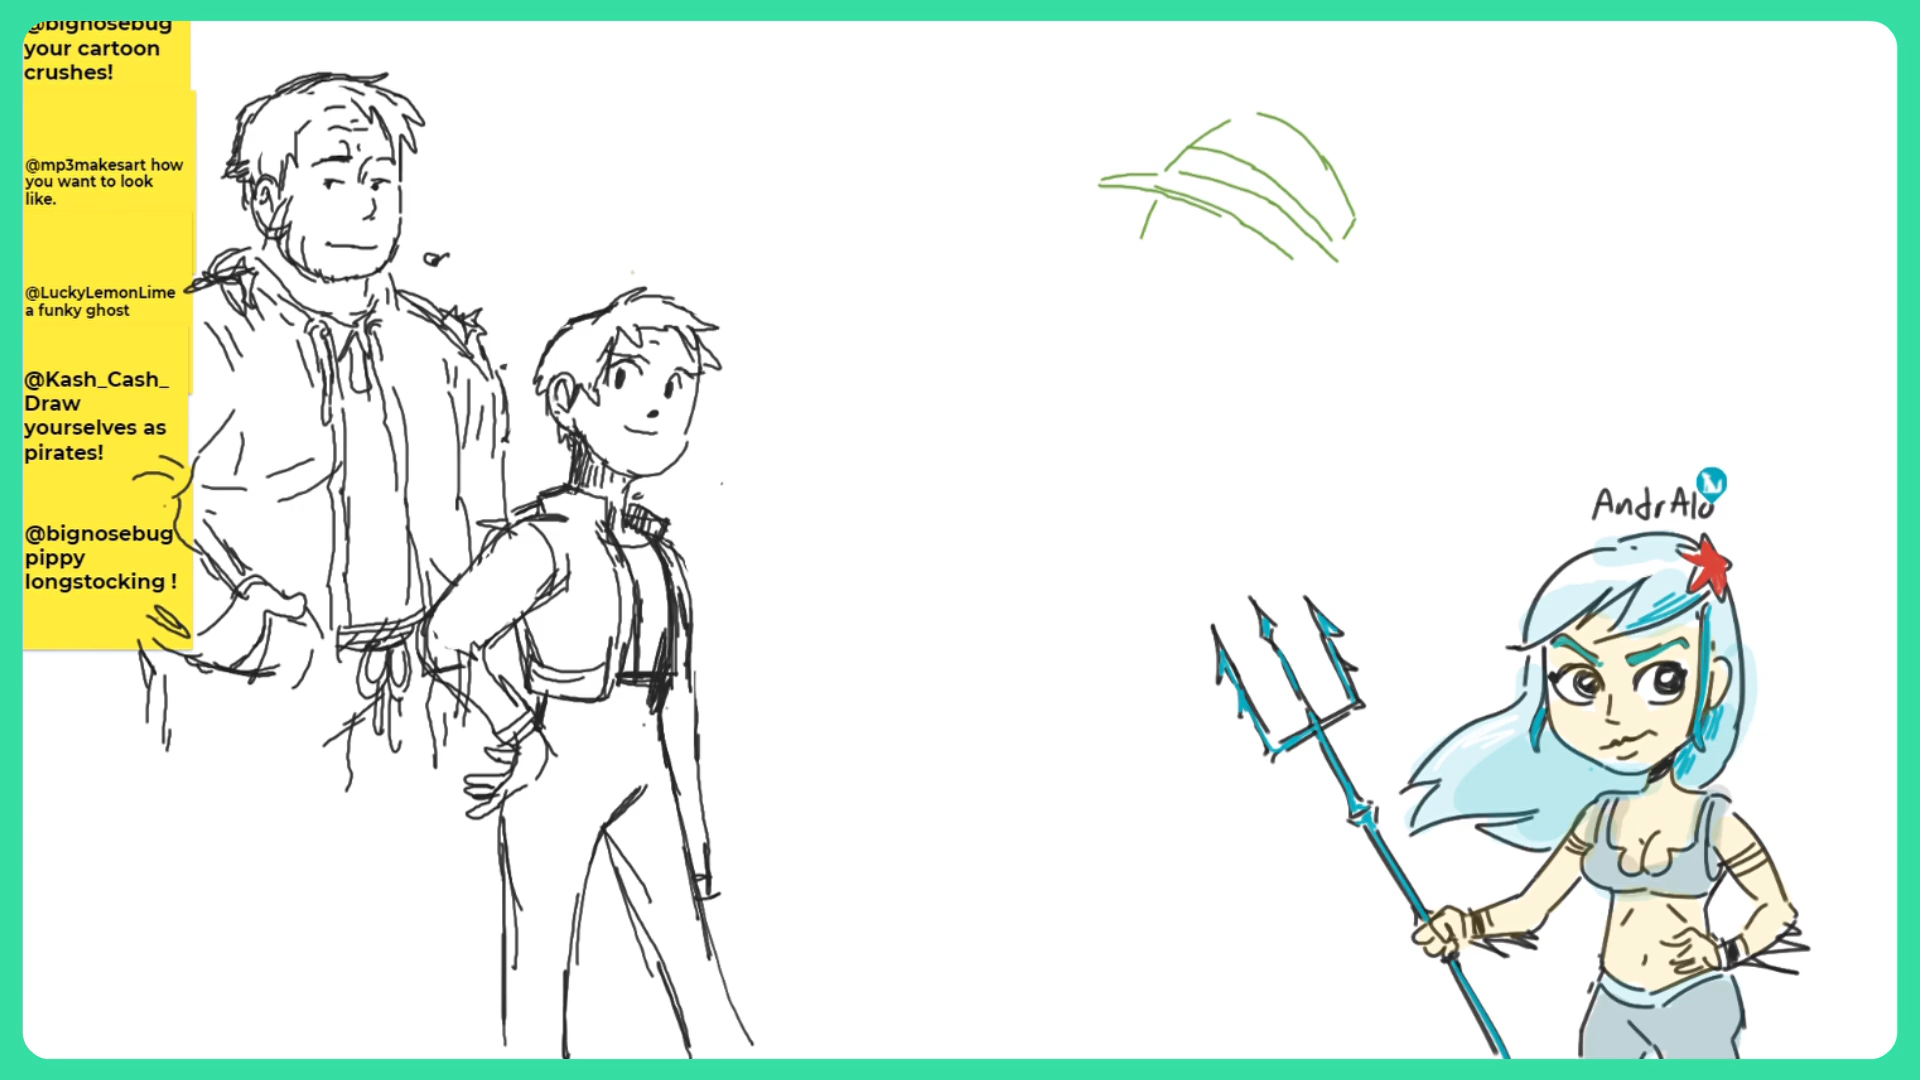 @bignosebug
your cartoon
crushes!
@mp3makesart how
you want to look
like.
@LuckyLemonLime
a funky ghost
@Kash_Cash_
Draw
yourselves as
pirates!
@bignosebug
pippy
longstocking !
AndrAlo